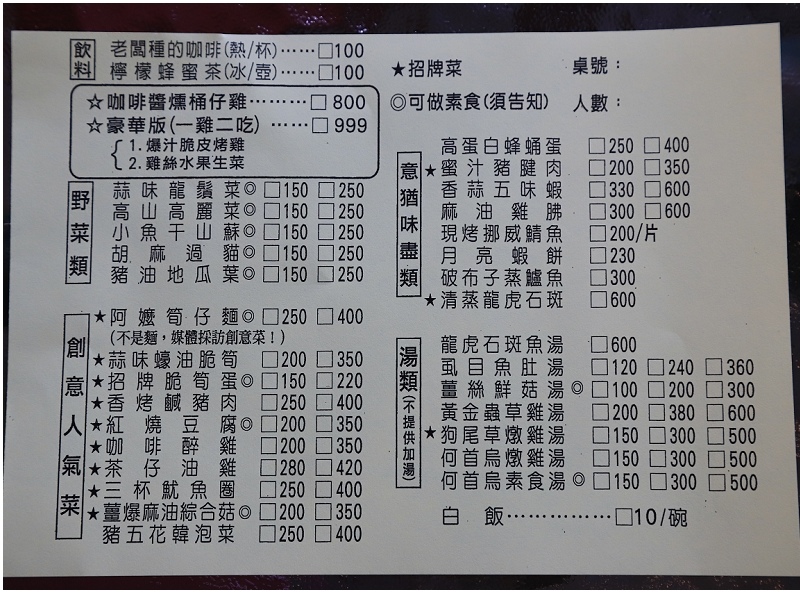 飲料
老闆種的咖啡(熱/杯)……□100
檸檬蜂蜜茶(冰/壺)……□100
☆咖啡醬燻桶仔雞………□ 800
☆豪華版(一雞二吃) ……□ 999
1. 爆汁脆皮烤雞
2. 雞絲水果生菜
野菜類
蒜味龍鬚菜◎ □150 □250
高山高麗菜◎ □150 □250
小魚干山蘇◎ □150 □250
胡麻過貓◎ □150 □250
豬油地瓜葉◎ □150 □250
創意人氣菜
★阿嬤筍仔麵◎ □250 □400
(不是麵，媒體採訪創意菜！)
★蒜味蠔油脆筍 □200 □350
★招牌脆筍蛋◎ □150 □220
★香烤鹹豬肉 □250 □400
★紅燒豆腐◎ □200 □350
★咖啡醉雞 □200 □350
★茶仔油雞 □280 □420
★三杯魷魚圈 □250 □400
★薑爆麻油綜合菇◎ □200 □350
豬五花韓泡菜 □250 □400
★招牌菜 桌號：
◎可做素食(須告知) 人數：
意猶味盡類
高蛋白蜂蛹蛋 □250 □400
★蜜汁豬腱肉 □200 □350
香蒜五味蝦 □330 □600
麻油雞胇 □300 □600
現烤挪威鯖魚 □200/片
月亮蝦餅 □230
破布子蒸鱸魚 □300
★清蒸龍虎石斑 □600
湯類(不提供加湯)
龍虎石斑魚湯 □600
虱目魚肚湯 □120 □240 □360
薑絲鮮菇湯◎ □100 □200 □300
黃金蟲草雞湯 □200 □380 □600
★狗尾草燉雞湯 □150 □300 □500
何首烏燉雞湯 □150 □300 □500
何首烏素食湯◎ □150 □300 □500
白飯……………□10/碗